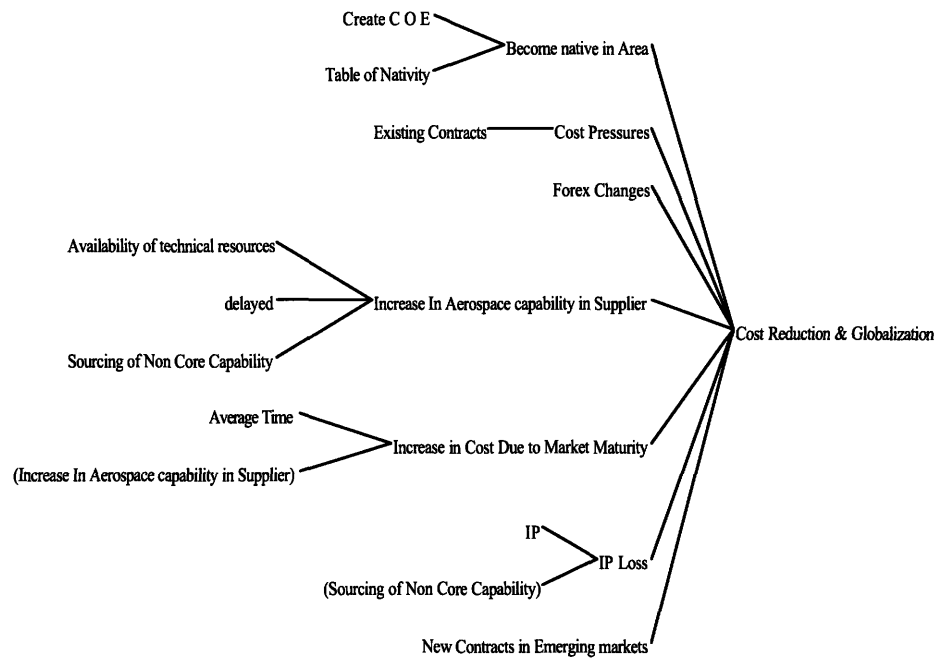 Create C O E
Become native in Area
Table of Nativity
Existing Contracts
Cost Pressures
Forex Changes
Availability of technical resources
delayed
Increase In Aerospace capability in Supplier
Sourcing of Non Core Capability
Cost Reduction & Globalization
Average Time
Increase in Cost Due to Market Maturity
(Increase In Aerospace capability in Supplier)
IP
IP Loss
(Sourcing of Non Core Capability)
New Contracts in Emerging markets